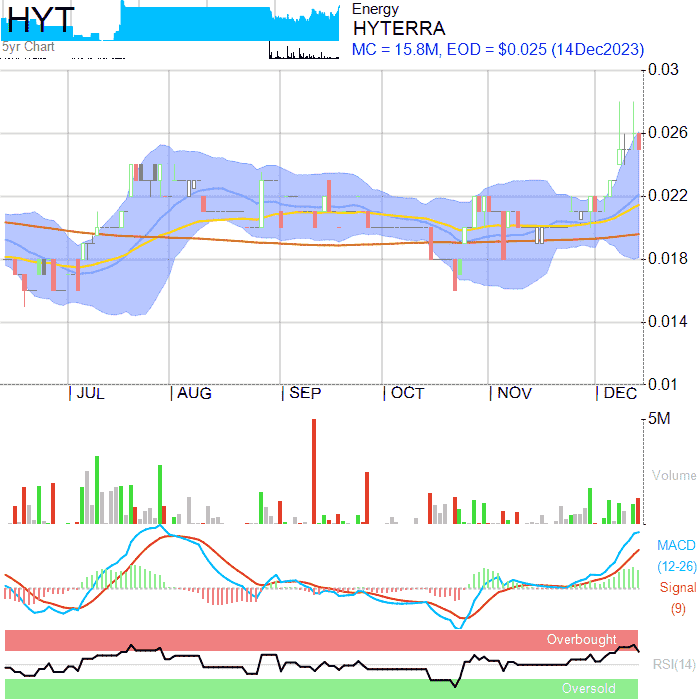 HYT
5yr Chart
Energy
HYTERRA
MC = 15.8M, EOD = $0.025 (14Dec2023)
0.03
0.026
0.022
0.018
0.014
0.01
JUL
AUG
SEP
OCT
NOV
DEC
5M
Volume
MACD
(12-26)
Signal
(9)
Overbought
RSI(14)
Oversold